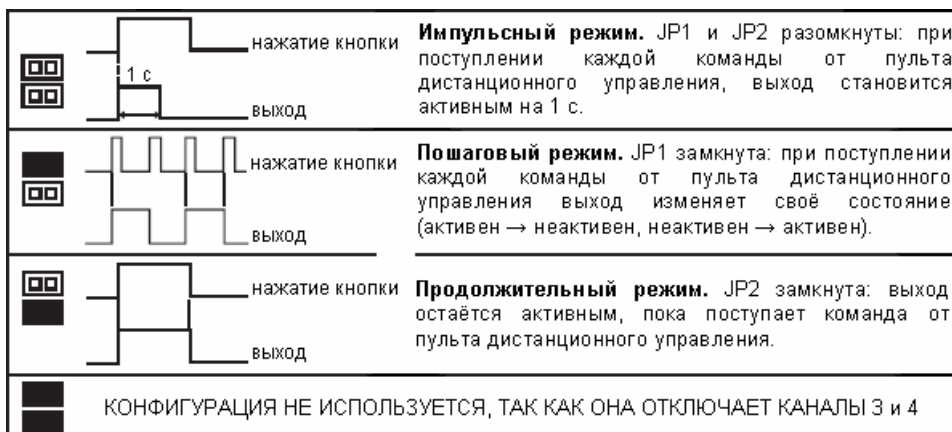 нажатие кнопки
1 с
выход
Импульсный режим. JP1 и JP2 разомкнуты: при
поступлении каждой команды от пульта
дистанционного управления, выход становится
активным на 1 с.
нажатие кнопки
выход
Пошаговый режим. JP1 замкнута: при поступлении
каждой команды от пульта дистанционного
управления выход изменяет своё состояние
(активен → неактивен, неактивен → активен).
нажатие кнопки
выход
Продолжительный режим. JP2 замкнута: выход
остаётся активным, пока поступает команда от
пульта дистанционного управления.
КОНФИГУРАЦИЯ НЕ ИСПОЛЬЗУЕТСЯ, ТАК КАК ОНА ОТКЛЮЧАЕТ КАНАЛЫ 3 и 4